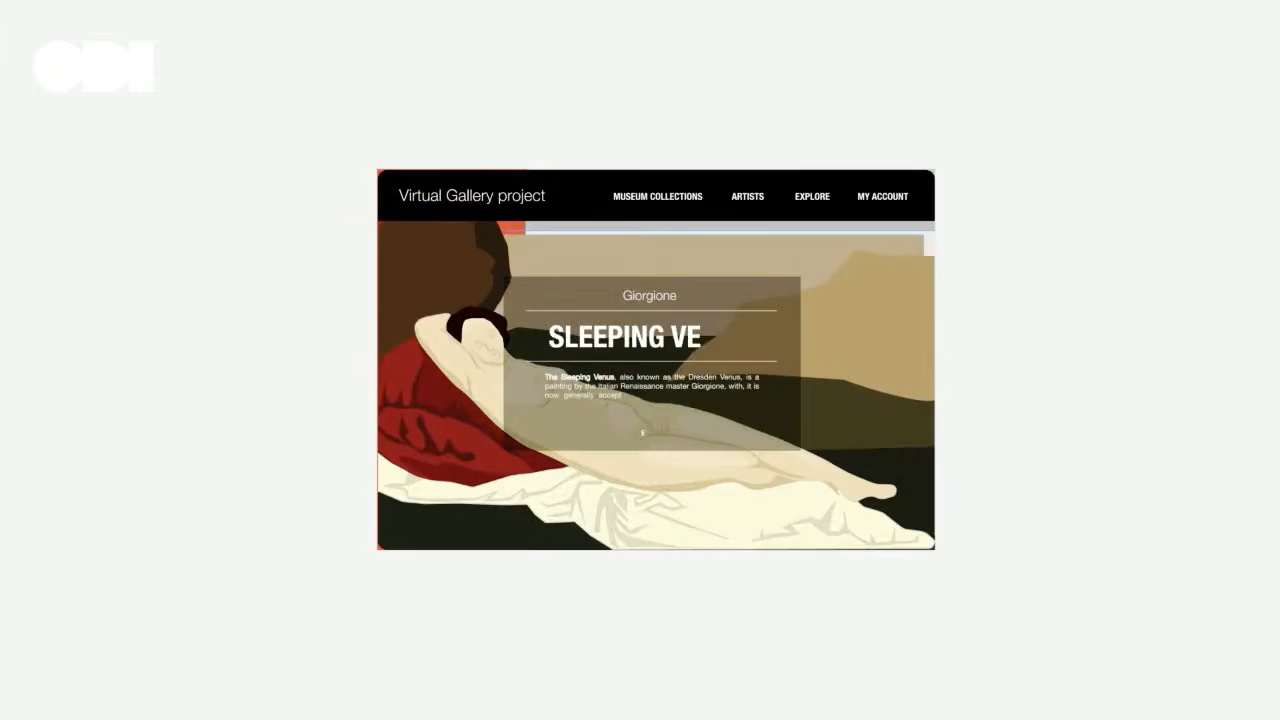 ODI
Virtual Gallery project
MUSEUM COLLECTIONS
ARTISTS
EXPLORE
MY ACCOUNT
Giorgione
SLEEPING VE
The Sleeping Venus, also known as the Dresden Venus, is a
painting by the Italian Renaissance master Giorgione, with, it is
now generally accept
E